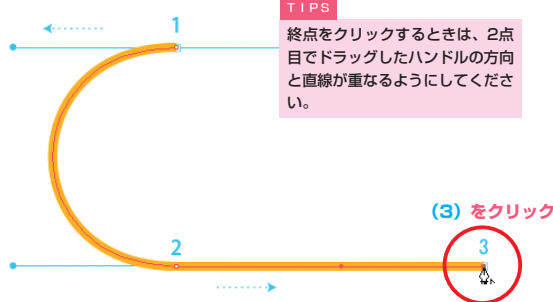 1
TIPS
終点をクリックするときは、2点
目でドラッグしたハンドルの方向
と直線が重なるようにしてくださ
い。
(3) をクリック
2
3